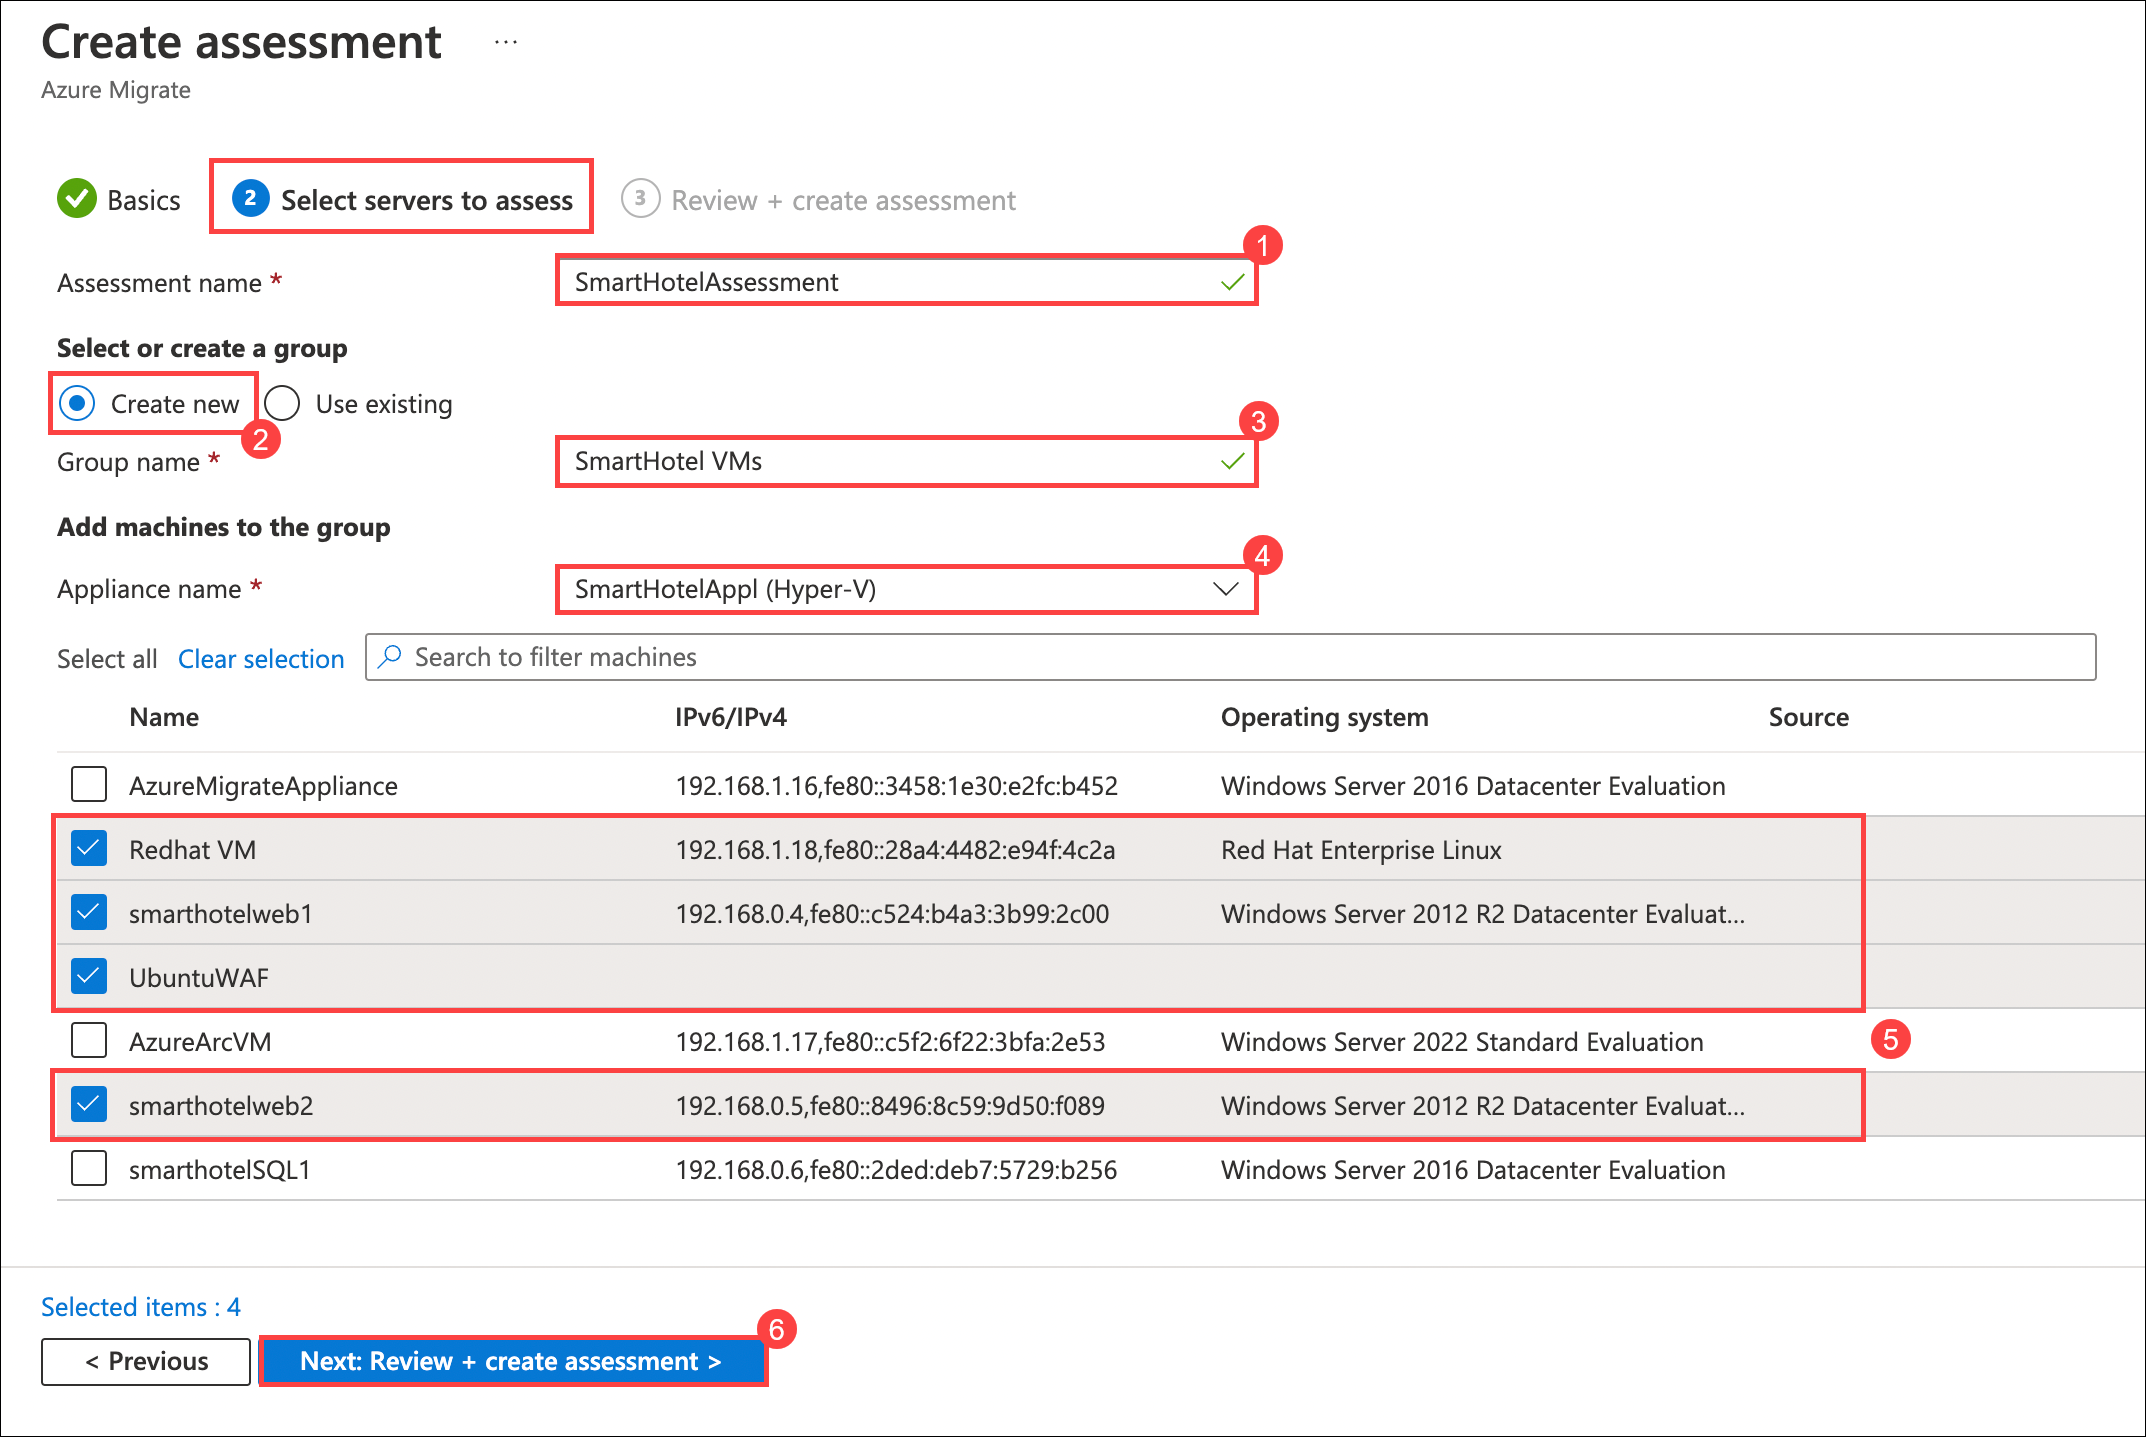 Create assessment ...
Azure Migrate
Basics 2 Select servers to assess 3 Review + create assessment
1
Assessment name * SmartHotelAssessment
Select or create a group
Create new Use existing
2
3
Group name * SmartHotel VMs
Add machines to the group
4
Appliance name * SmartHotelAppl (Hyper-V)
Select all Clear selection Search to filter machines
Name IPv6/IPv4 Operating system Source
AzureMigrateAppliance 192.168.1.16,fe80::3458:1e30:e2fc:b452 Windows Server 2016 Datacenter Evaluation
Redhat VM 192.168.1.18,fe80::28a4:4482:e94f:4c2a Red Hat Enterprise Linux
smarthotelweb1 192.168.0.4,fe80::c524:b4a3:3b99:2c00 Windows Server 2012 R2 Datacenter Evaluat...
UbuntuWAF
AzureArcVM 192.168.1.17,fe80::c5f2:6f22:3bfa:2e53 Windows Server 2022 Standard Evaluation
5
smarthotelweb2 192.168.0.5,fe80::8496:8c59:9d50:f089 Windows Server 2012 R2 Datacenter Evaluat...
smarthotelSQL1 192.168.0.6,fe80::2ded:deb7:5729:b256 Windows Server 2016 Datacenter Evaluation
Selected items : 4
6
< Previous Next: Review + create assessment >